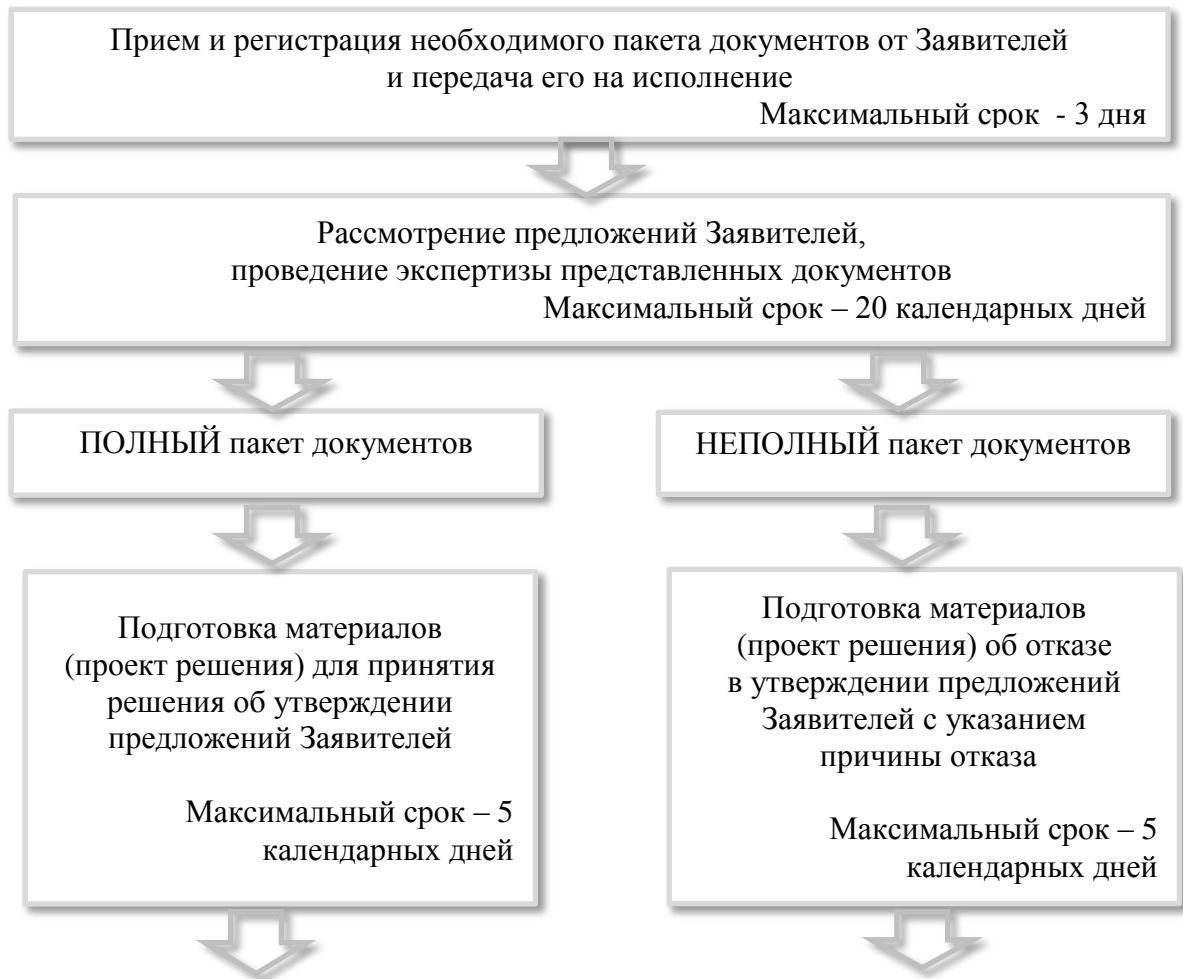 Прием и регистрация необходимого пакета документов от Заявителей
и передача его на исполнение
Максимальный срок - 3 дня
Рассмотрение предложений Заявителей,
проведение экспертизы представленных документов
Максимальный срок – 20 календарных дней
ПОЛНЫЙ пакет документов
НЕПОЛНЫЙ пакет документов
Подготовка материалов
(проект решения) для принятия
решения об утверждении
предложений Заявителей
Максимальный срок – 5
календарных дней
Подготовка материалов
(проект решения) об отказе
в утверждении предложений
Заявителей с указанием
причины отказа
Максимальный срок – 5
календарных дней